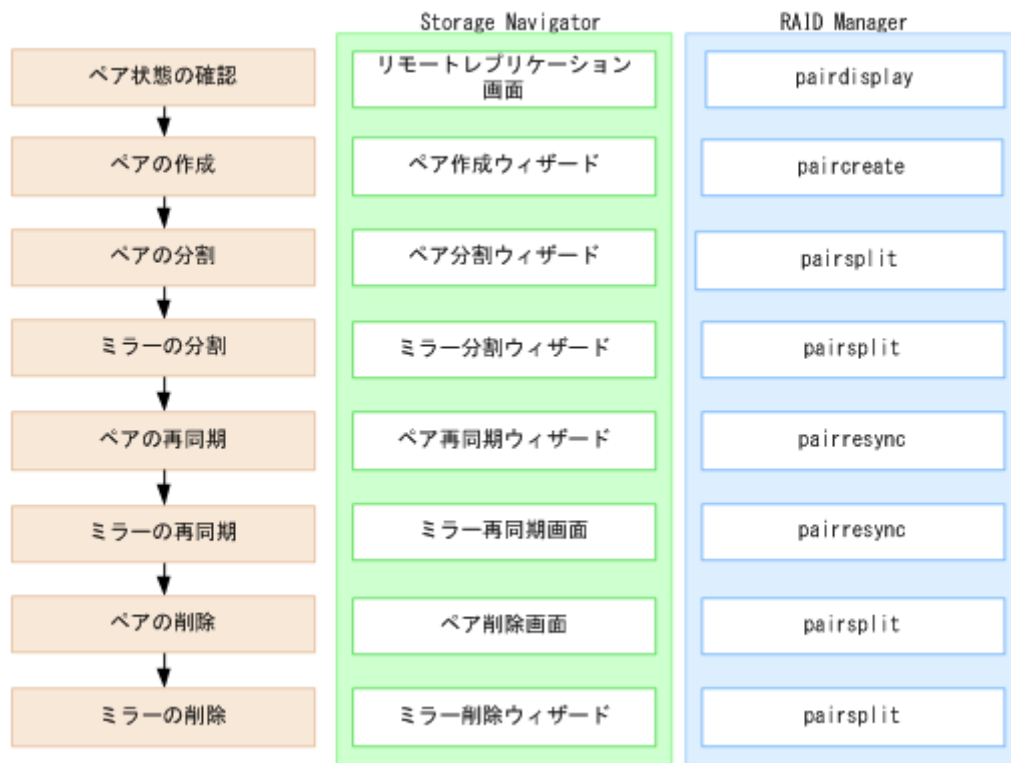 Storage Navigator
RAID Manager
ペア状態の確認
リモートレプリケーション
画面
pairdisplay
ペアの作成
ペア作成ウィザード
paircreate
ペアの分割
ペア分割ウィザード
pairsplit
ミラーの分割
ミラー分割ウィザード
pairsplit
ペアの再同期
ペア再同期ウィザード
pairresync
ミラーの再同期
ミラー再同期画面
pairresync
ペアの削除
ペア削除画面
pairsplit
ミラーの削除
ミラー削除ウィザード
pairsplit